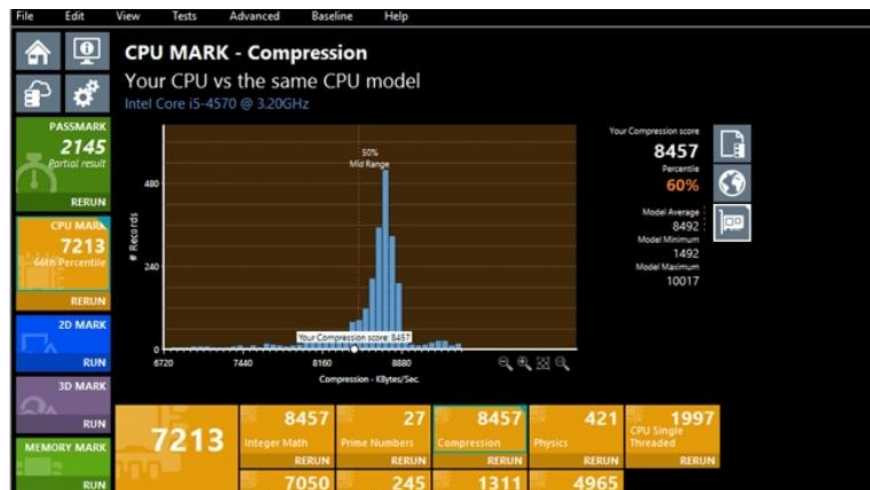 File Edit View Tests Advanced Baseline Help
CPU MARK - Compression
Your CPU vs the same CPU model
Intel Core i5-4570 @ 3.20GHz
PASSMARK
2145
Partial result
RERUN
CPU MARK
7213
66th Percentile
RERUN
2D MARK
RUN
3D MARK
RUN
MEMORY MARK
RUN
# Records
480
240
0
50%
Mid Range
Your Compression score: 8457
6720 7440 8160 8880
Compression - KBytes/Sec.
Your Compression score
8457
Percentile
60%
Model Average
8492
Model Minimum
1492
Model Maximum
10017
7213
8457
Integer Math
RERUN
27
Prime Numbers
RERUN
8457
Compression
RERUN
421
Physics
RERUN
1997
CPU Single
Threaded
RERUN
7050 245 1311 4965